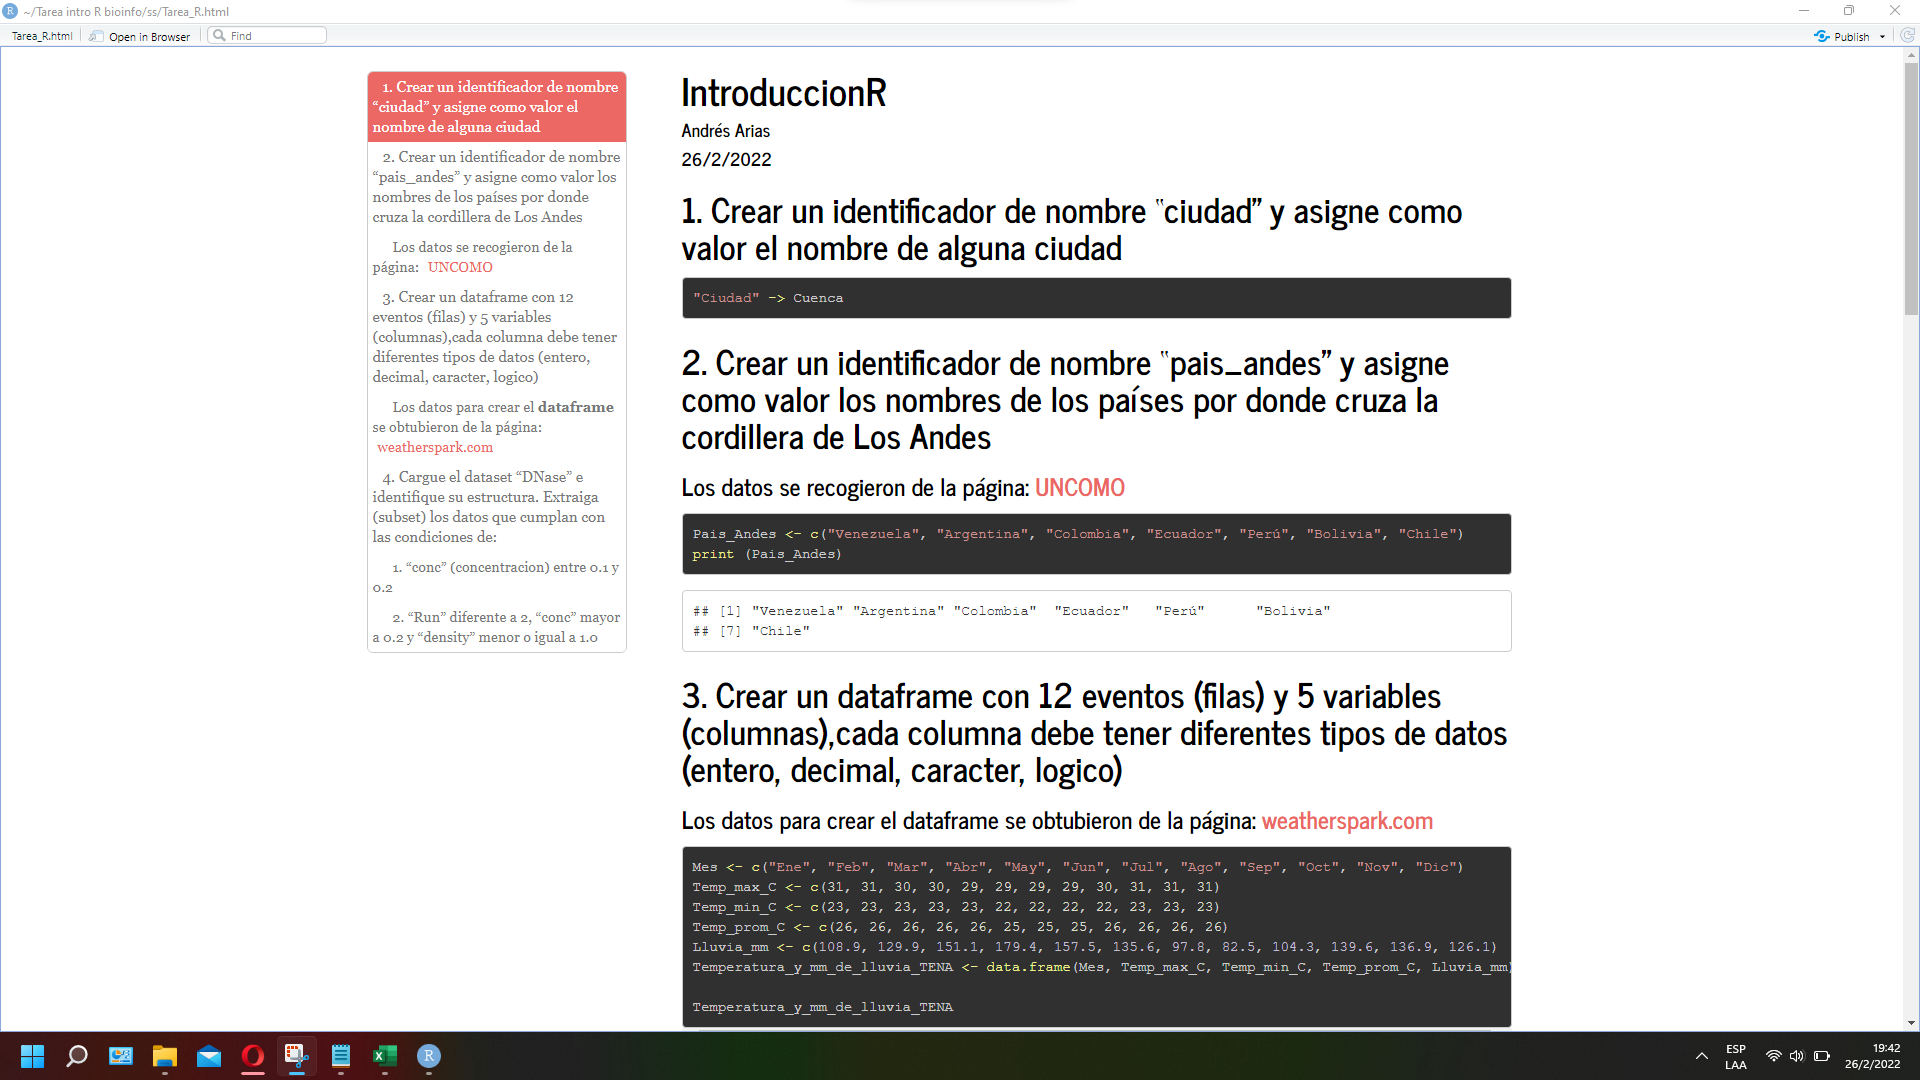 ~/Tarea intro R bioinfo/ss/Tarea_R.html
Tarea_R.html
Open in Browser
Find
Publish
1. Crear un identificador de nombre
“ciudad” y asigne como valor el
nombre de alguna ciudad
2. Crear un identificador de nombre
“pais_andes” y asigne como valor los
nombres de los países por donde
cruza la cordillera de Los Andes
Los datos se recogieron de la
página: UNCOMO
3. Crear un dataframe con 12
eventos (filas) y 5 variables
(columnas),cada columna debe tener
diferentes tipos de datos (entero,
decimal, caracter, logico)
Los datos para crear el dataframe
se obtubieron de la página:
weatherspark.com
4. Cargue el dataset “DNase” e
identifique su estructura. Extraiga
(subset) los datos que cumplan con
las condiciones de:
1. “conc” (concentracion) entre 0.1 y
0.2
2. “Run” diferente a 2, “conc” mayor
a 0.2 y “density” menor o igual a 1.0
IntroduccionR
Andrés Arias
26/2/2022
1. Crear un identificador de nombre “ciudad” y asigne como
valor el nombre de alguna ciudad
"Ciudad" -> Cuenca
2. Crear un identificador de nombre “pais_andes” y asigne
como valor los nombres de los países por donde cruza la
cordillera de Los Andes
Los datos se recogieron de la página: UNCOMO
Pais_Andes <- c("Venezuela", "Argentina", "Colombia", "Ecuador", "Perú", "Bolivia", "Chile")
print (Pais_Andes)
## [1] "Venezuela" "Argentina" "Colombia"  "Ecuador"   "Perú"      "Bolivia"
## [7] "Chile"
3. Crear un dataframe con 12 eventos (filas) y 5 variables
(columnas),cada columna debe tener diferentes tipos de datos
(entero, decimal, caracter, logico)
Los datos para crear el dataframe se obtubieron de la página: weatherspark.com
Mes <- c("Ene", "Feb", "Mar", "Abr", "May", "Jun", "Jul", "Ago", "Sep", "Oct", "Nov", "Dic")
Temp_max_C <- c(31, 31, 30, 30, 29, 29, 29, 29, 30, 31, 31, 31)
Temp_min_C <- c(23, 23, 23, 23, 23, 22, 22, 22, 22, 23, 23, 23)
Temp_prom_C <- c(26, 26, 26, 26, 26, 25, 25, 25, 26, 26, 26, 26)
Lluvia_mm <- c(108.9, 129.9, 151.1, 179.4, 157.5, 135.6, 97.8, 82.5, 104.3, 139.6, 136.9, 126.1)
Temperatura_y_mm_de_lluvia_TENA <- data.frame(Mes, Temp_max_C, Temp_min_C, Temp_prom_C, Lluvia_mm)
Temperatura_y_mm_de_lluvia_TENA
ESP
LAA
19:42
26/2/2022